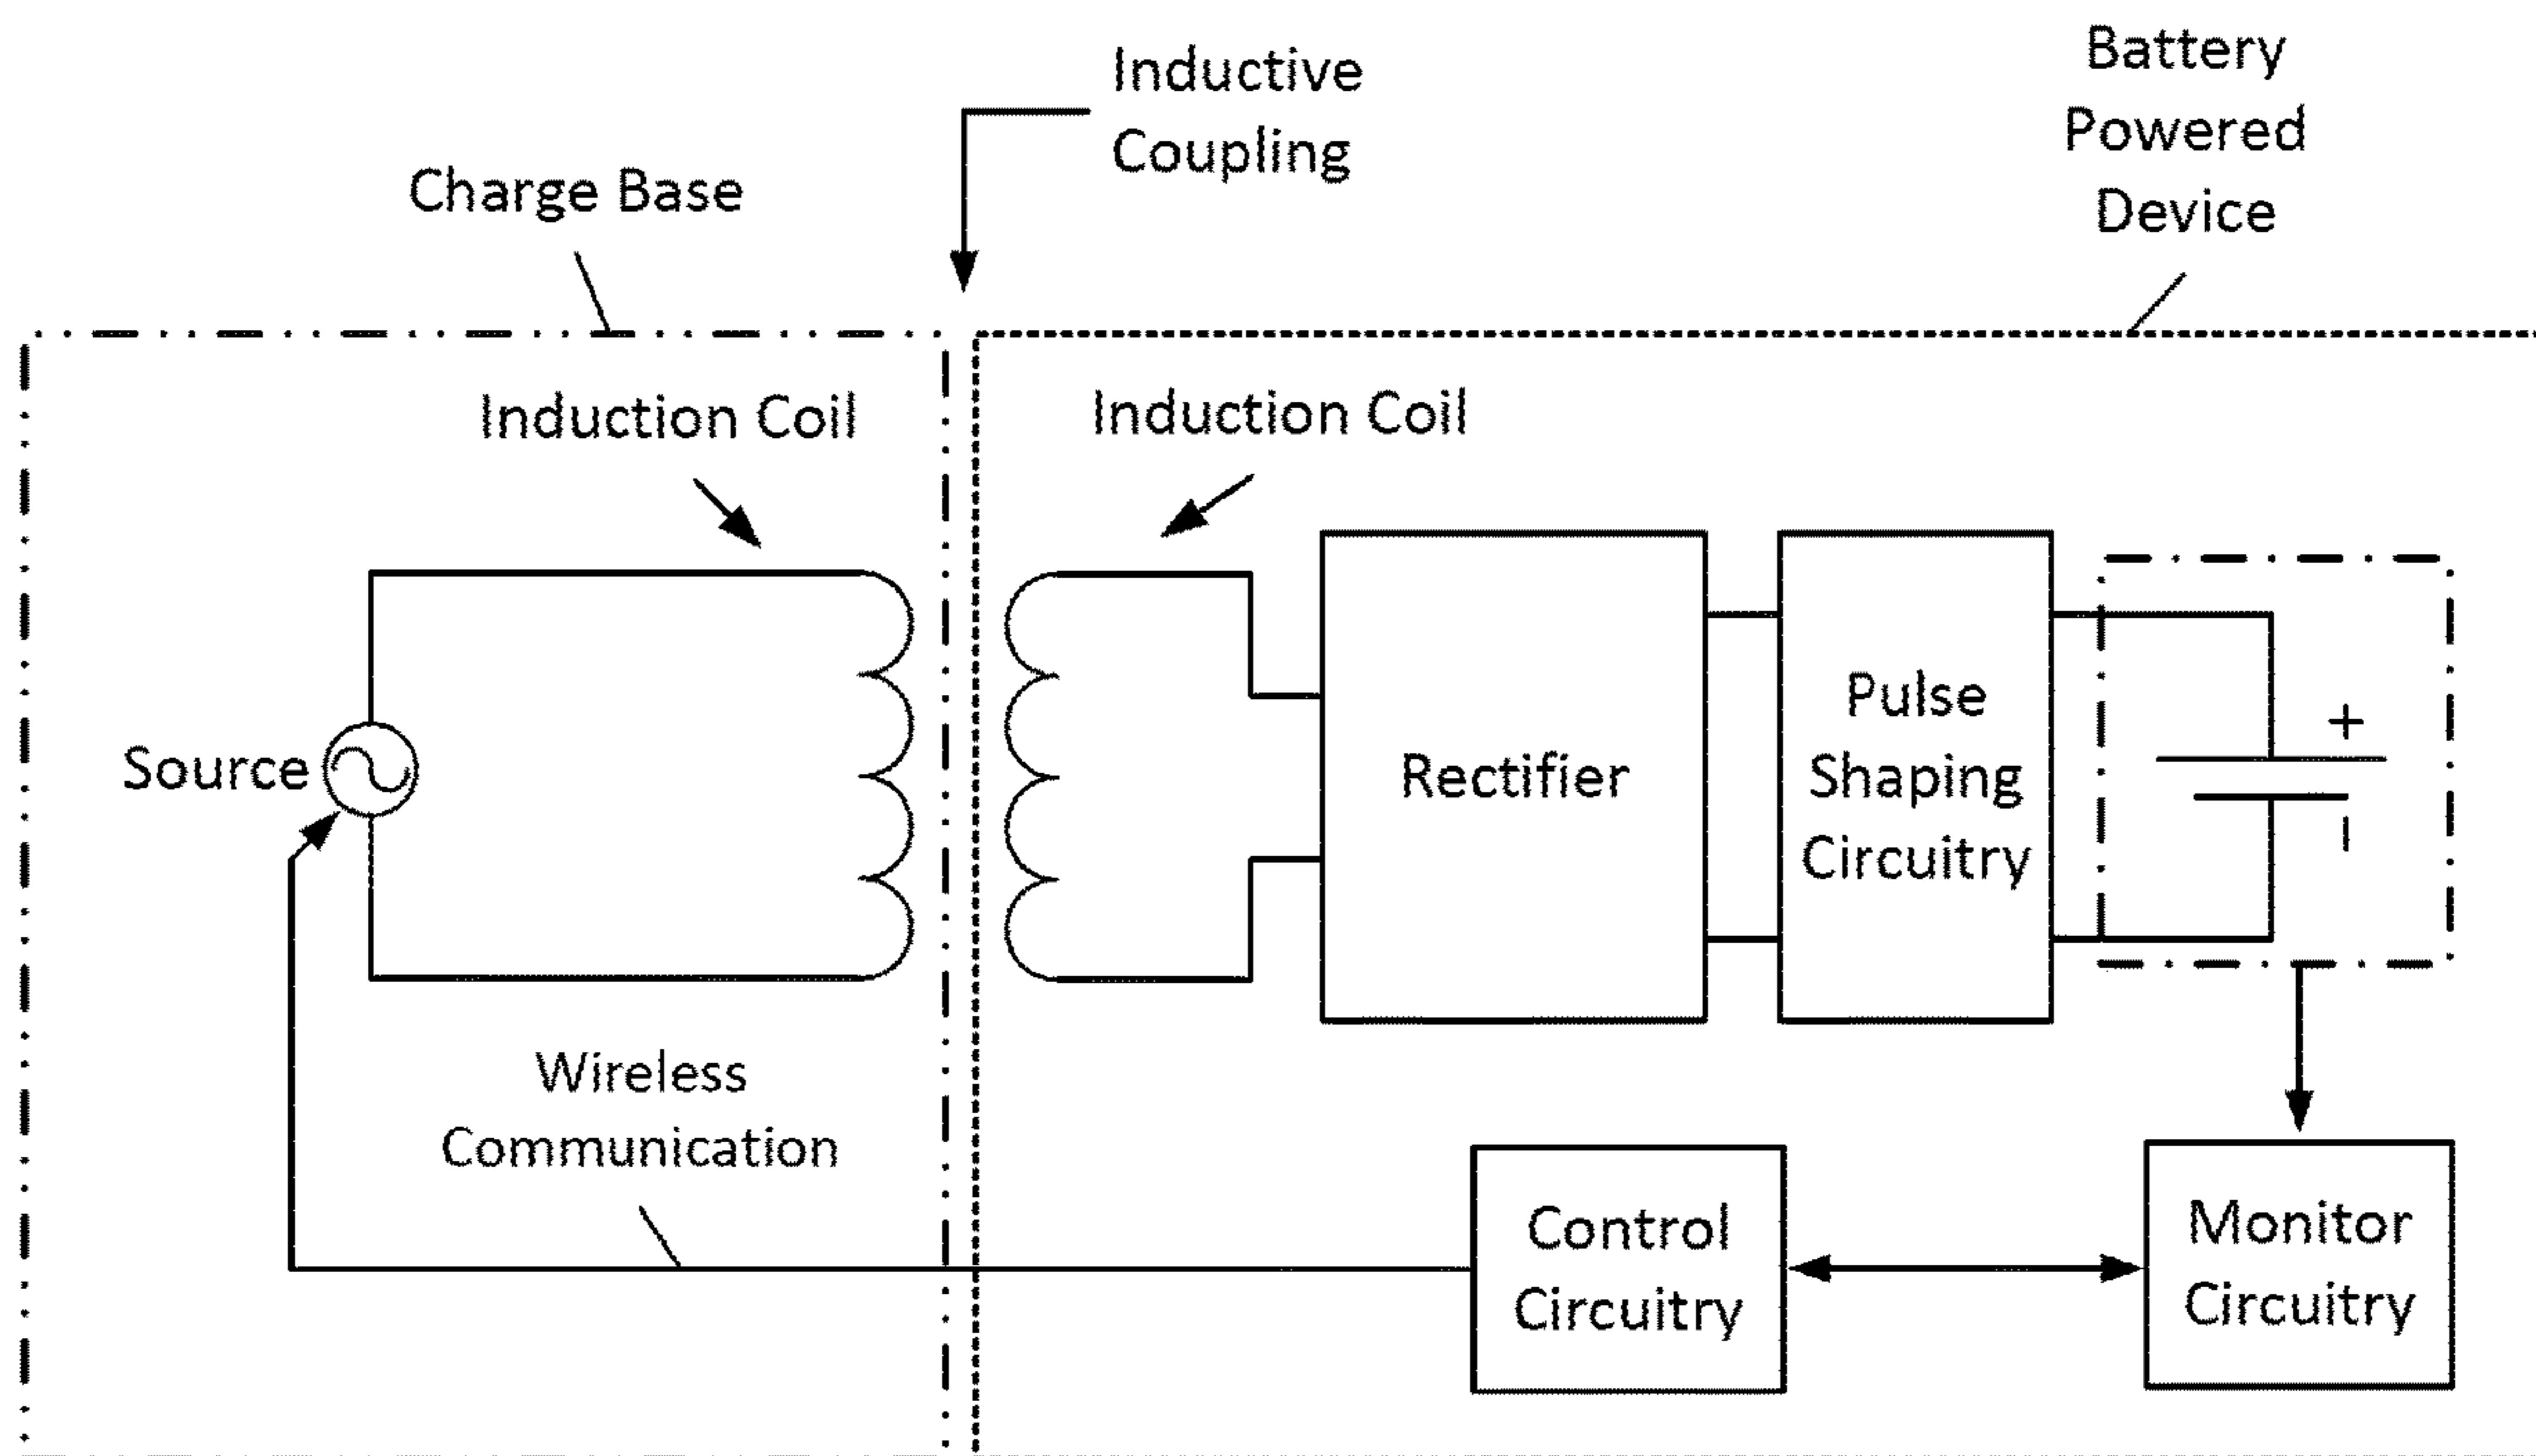 Inductive
Coupling
Battery
Powered
Device
Charge Base
Induction Coil
Induction Coil
Source
Rectifier
Pulse
Shaping
Circuitry
+
-
Wireless
Communication
Control
Circuitry
Monitor
Circuitry